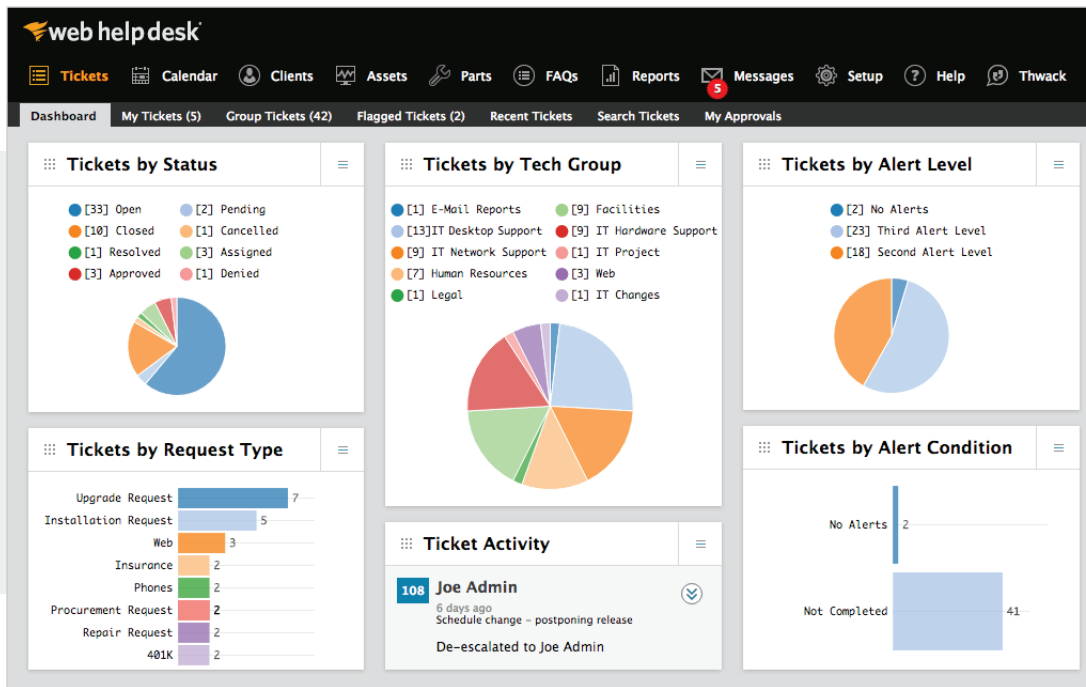 web help desk
Tickets Calendar Clients Assets Parts FAQs Reports Messages Setup Help Thwack
5
Dashboard My Tickets (5) Group Tickets (42) Flagged Tickets (2) Recent Tickets Search Tickets My Approvals
Tickets by Status
[33] Open [2] Pending
[10] Closed [1] Cancelled
[1] Resolved [3] Assigned
[3] Approved [1] Denied
Tickets by Tech Group
[1] E-Mail Reports [9] Facilities
[13]IT Desktop Support [9] IT Hardware Support
[9] IT Network Support [1] IT Project
[7] Human Resources [3] Web
[1] Legal [1] IT Changes
Tickets by Alert Level
[2] No Alerts
[23] Third Alert Level
[18] Second Alert Level
Tickets by Request Type
Upgrade Request 7
Installation Request 5
Web 3
Insurance 2
Phones 2
Procurement Request 2
Repair Request 2
401K 2
Ticket Activity
108 Joe Admin
6 days ago
Schedule change – postponing release
De-escalated to Joe Admin
Tickets by Alert Condition
No Alerts 2
Not Completed 41